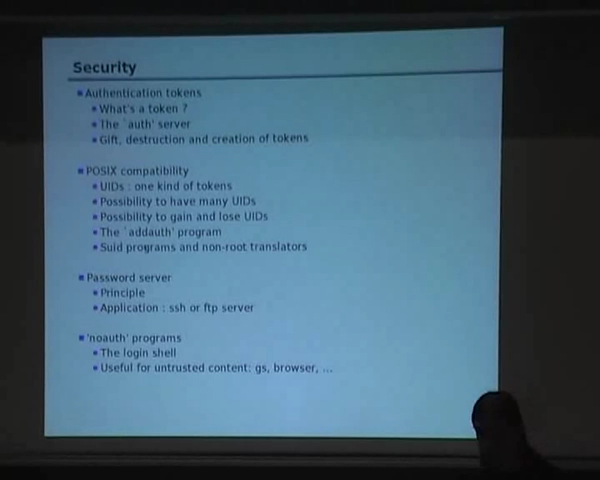 Security
Authentication tokens
What's a token ?
The `auth' server
Gift, destruction and creation of tokens
POSIX compatibility
UIDs : one kind of tokens
Possibility to have many UIDs
Possibility to gain and lose UIDs
The `addauth' program
Suid programs and non-root translators
Password server
Principle
Application : ssh or ftp server
'noauth' programs
The login shell
Useful for untrusted content: gs, browser, ...